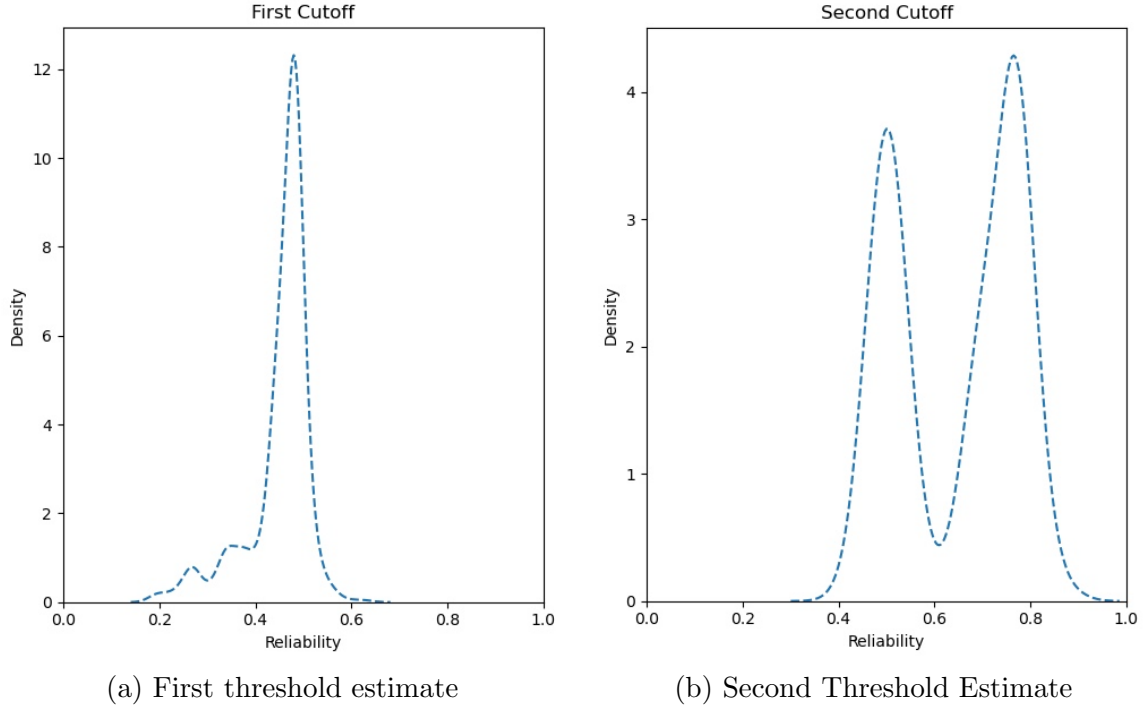 First Cutoff
12
10
8
6
4
2
0
Density
0.0 0.2 0.4 0.6 0.8 1.0
Reliability
(a) First threshold estimate
Second Cutoff
4
3
2
1
0
Density
0.0 0.2 0.4 0.6 0.8 1.0
Reliability
(b) Second Threshold Estimate